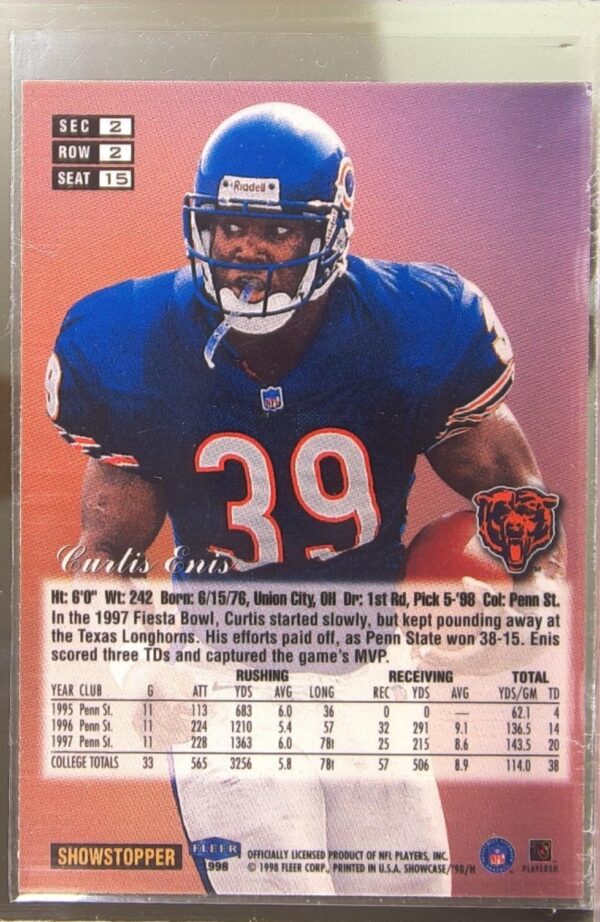 SEC 2
ROW 2
SEAT 15
Riddell
39
39
NFL
39
Curtis Enis
Ht: 6'0" Wt: 242 Born: 6/15/76, Union City, OH Dr: 1st Rd, Pick 5-'98 Col: Penn St.
In the 1997 Fiesta Bowl, Curtis started slowly, but kept pounding away at
the Texas Longhorns. His efforts paid off, as Penn State won 38-15. Enis
scored three TDs and captured the game's MVP.
RUSHING RECEIVING TOTAL
YEAR CLUB G ATT YDS AVG LONG REC YDS AVG YDS/GM TD
1995 Penn St. 11 113 683 6.0 36 0 0 — 62.1 4
1996 Penn St. 11 224 1210 5.4 57 32 291 9.1 136.5 14
1997 Penn St. 11 228 1363 6.0 78t 25 215 8.6 143.5 20
COLLEGE TOTALS 33 565 3256 5.8 78t 57 506 8.9 114.0 38
SHOWSTOPPER
FLEER
1998
OFFICIALLY LICENSED PRODUCT OF NFL PLAYERS, INC.
© 1998 FLEER CORP., PRINTED IN U.S.A. SHOWCASE/'98/H
NFL
PLAYERS